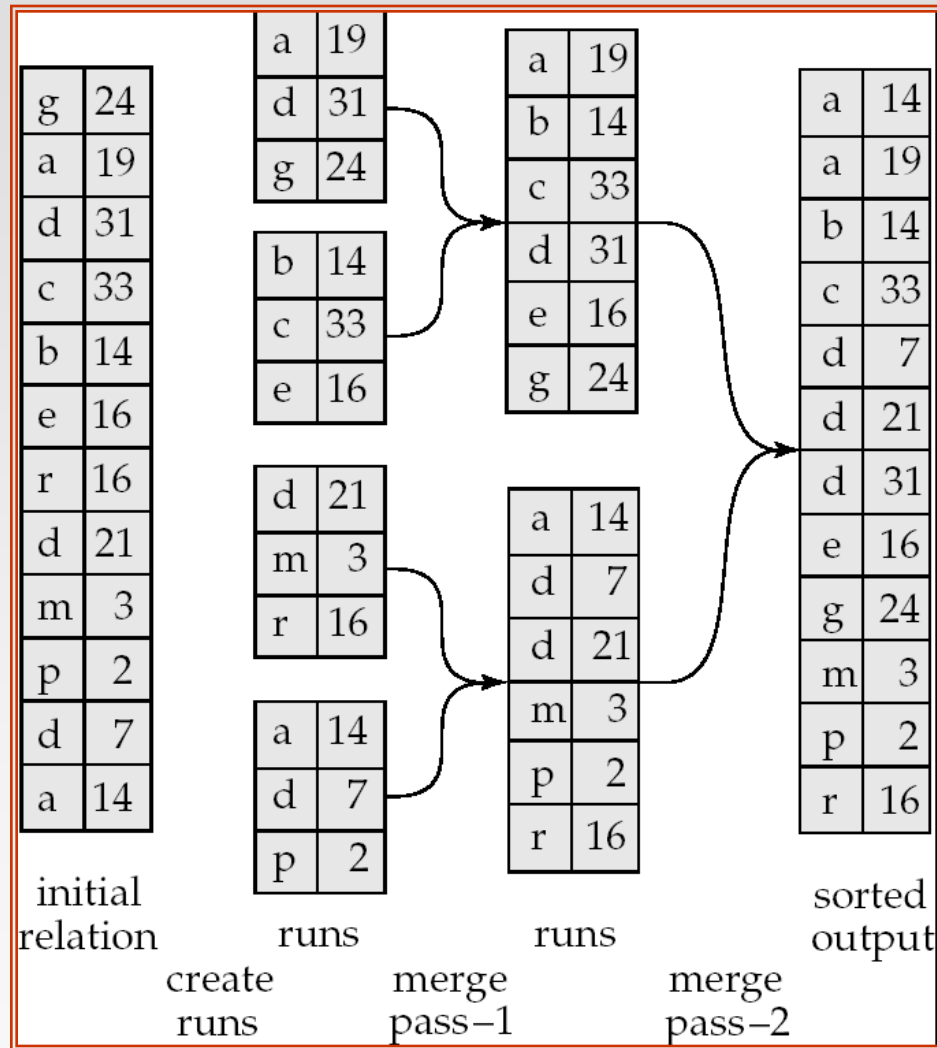 g 24
a 19
d 31
c 33
b 14
e 16
r 16
d 21
m 3
p 2
d 7
a 14
initial
relation
a 19
d 31
g 24
b 14
c 33
e 16
d 21
m 3
r 16
a 14
d 7
p 2
runs
create
runs
a 19
b 14
c 33
d 31
e 16
g 24
a 14
d 7
d 21
m 3
p 2
r 16
runs
merge
pass–1
a 14
a 19
b 14
c 33
d 7
d 21
d 31
e 16
g 24
m 3
p 2
r 16
sorted
output
merge
pass–2